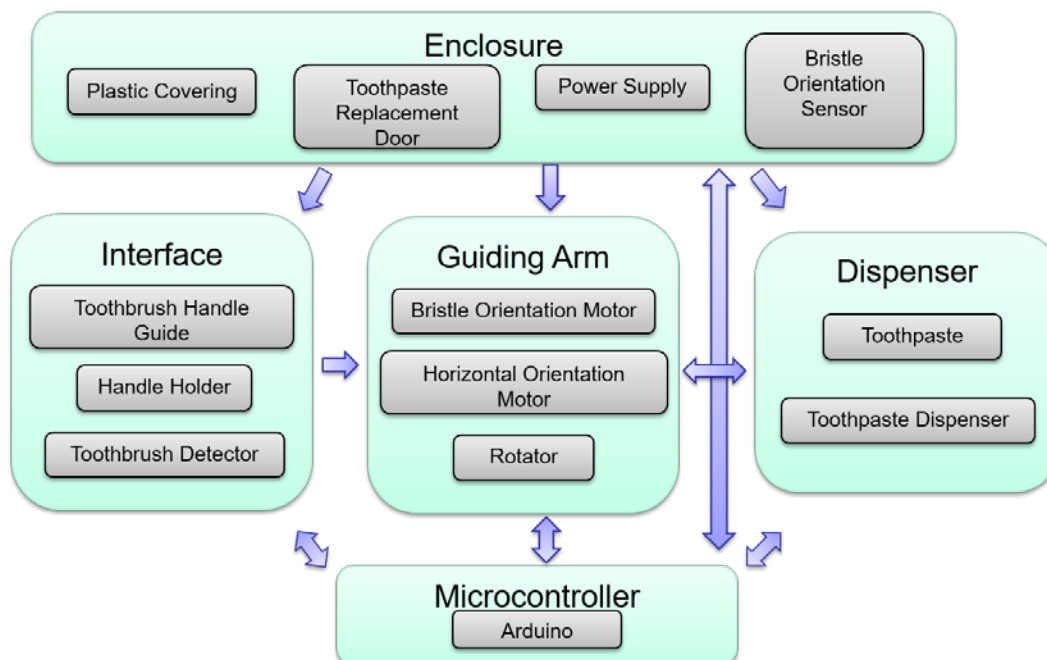 Enclosure
Plastic Covering
Toothpaste
Replacement
Door
Power Supply
Bristle
Orientation
Sensor
Interface
Toothbrush Handle
Guide
Handle Holder
Toothbrush Detector
Guiding Arm
Bristle Orientation Motor
Horizontal Orientation
Motor
Rotator
Dispenser
Toothpaste
Toothpaste Dispenser
Microcontroller
Arduino